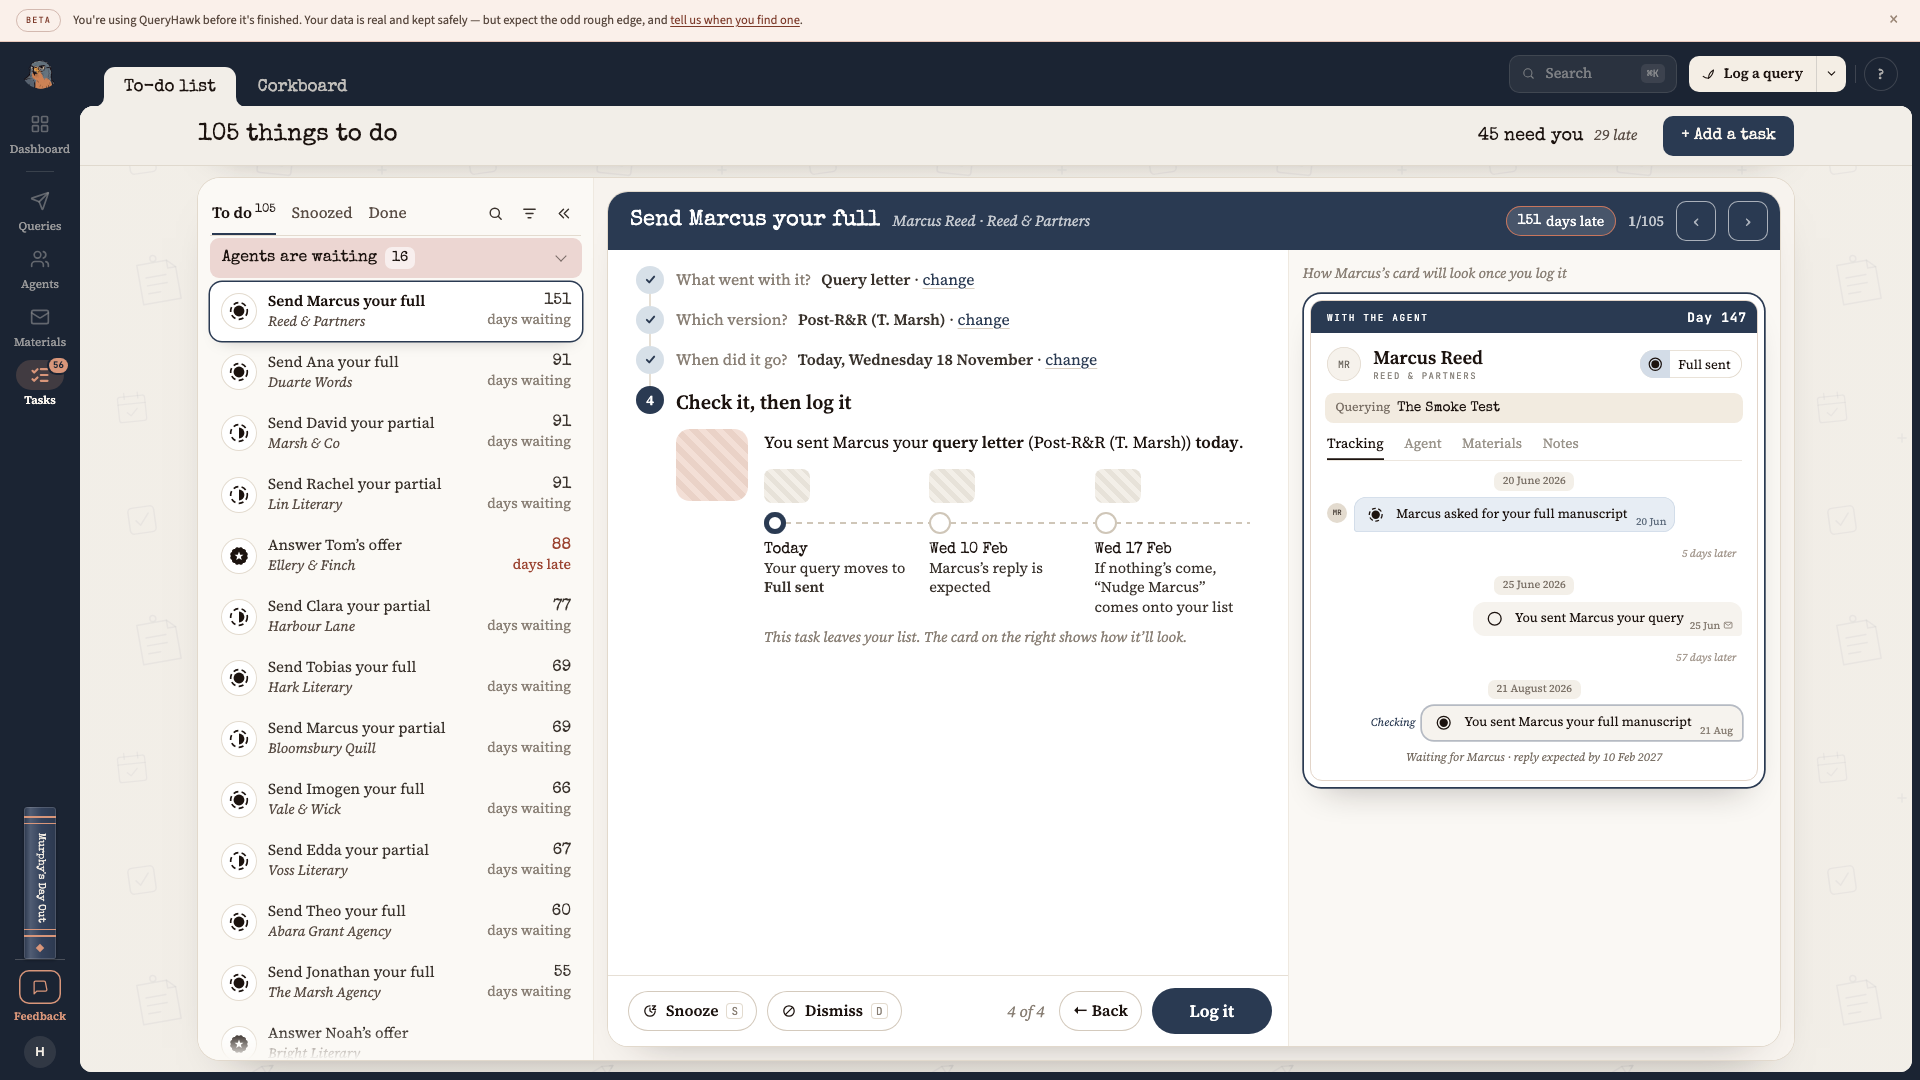 BETA
You're using QueryHawk before it's finished. Your data is real and kept safely — but expect the odd rough edge, and tell us when you find one.
×
To-do list
Corkboard
Search
⌘K
Log a query
?
105 things to do
45 need you
29 late
+ Add a task
Dashboard
Queries
Agents
Materials
56
Tasks
Murphy's Day Out
Feedback
H
To do 105
Snoozed
Done
Agents are waiting 16
Send Marcus your full
151
Reed & Partners
days waiting
Send Ana your full
91
Duarte Words
days waiting
Send David your partial
91
Marsh & Co
days waiting
Send Rachel your partial
91
Lin Literary
days waiting
Answer Tom's offer
88
Ellery & Finch
days late
Send Clara your partial
77
Harbour Lane
days waiting
Send Tobias your full
69
Hark Literary
days waiting
Send Marcus your partial
69
Bloomsbury Quill
days waiting
Send Imogen your full
66
Vale & Wick
days waiting
Send Edda your partial
67
Voss Literary
days waiting
Send Theo your full
60
Abara Grant Agency
days waiting
Send Jonathan your full
55
The Marsh Agency
days waiting
Answer Noah's offer
Bright Literary
Send Marcus your full
Marcus Reed · Reed & Partners
151 days late
1/105
‹
›
What went with it? Query letter · change
Which version? Post-R&R (T. Marsh) · change
When did it go? Today, Wednesday 18 November · change
4
Check it, then log it
You sent Marcus your query letter (Post-R&R (T. Marsh)) today.
Today
Your query moves to
Full sent
Wed 10 Feb
Marcus's reply is
expected
Wed 17 Feb
If nothing's come,
“Nudge Marcus”
comes onto your list
This task leaves your list. The card on the right shows how it'll look.
Snooze S
Dismiss D
4 of 4
← Back
Log it
How Marcus's card will look once you log it
WITH THE AGENT
Day 147
MR
Marcus Reed
REED & PARTNERS
Full sent
Querying The Smoke Test
Tracking
Agent
Materials
Notes
20 June 2026
MR
Marcus asked for your full manuscript
20 Jun
5 days later
25 June 2026
You sent Marcus your query
25 Jun
57 days later
21 August 2026
Checking
You sent Marcus your full manuscript
21 Aug
Waiting for Marcus · reply expected by 10 Feb 2027